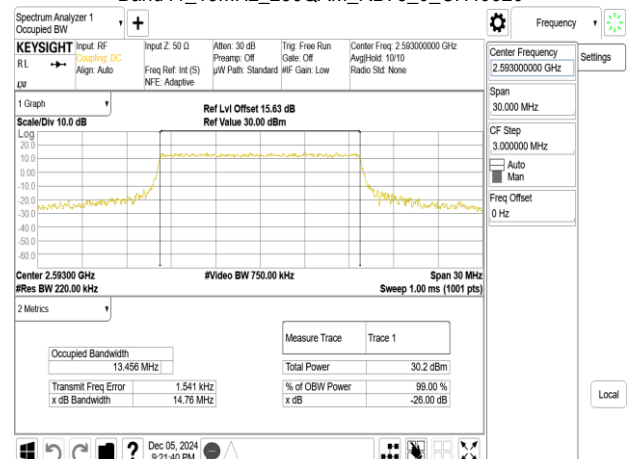 Spectrum Analyzer 1
Occupied BW
Frequency
KEYSIGHT
RL
Input: RF
Coupling: DC
Align: Auto
Input Z: 50 Ω
Freq Ref: Int (S)
NFE: Adaptive
Atten: 30 dB
Preamp: Off
µW Path: Standard
Trig: Free Run
Gate: Off
#IF Gain: Low
Center Freq: 2.593000000 GHz
Avg|Hold: 10/10
Radio Std: None
Center Frequency
2.593000000 GHz
Settings
Span
30.000 MHz
CF Step
3.000000 MHz
Auto
Man
Freq Offset
0 Hz
Local
1 Graph
Scale/Div 10.0 dB
Ref Lvl Offset 15.63 dB
Ref Value 30.00 dBm
Log
20.0
10.0
0.00
-10.0
-20.0
-30.0
-40.0
-50.0
-60.0
Center 2.59300 GHz
#Video BW 750.00 kHz
Span 30 MHz
#Res BW 220.00 kHz
Sweep 1.00 ms (1001 pts)
2 Metrics
Measure Trace Trace 1
Occupied Bandwidth
13.456 MHz
Total Power 30.2 dBm
Transmit Freq Error 1.541 kHz
% of OBW Power 99.00 %
x dB Bandwidth 14.76 MHz
x dB -26.00 dB
Dec 05, 2024
9:21:40 PM